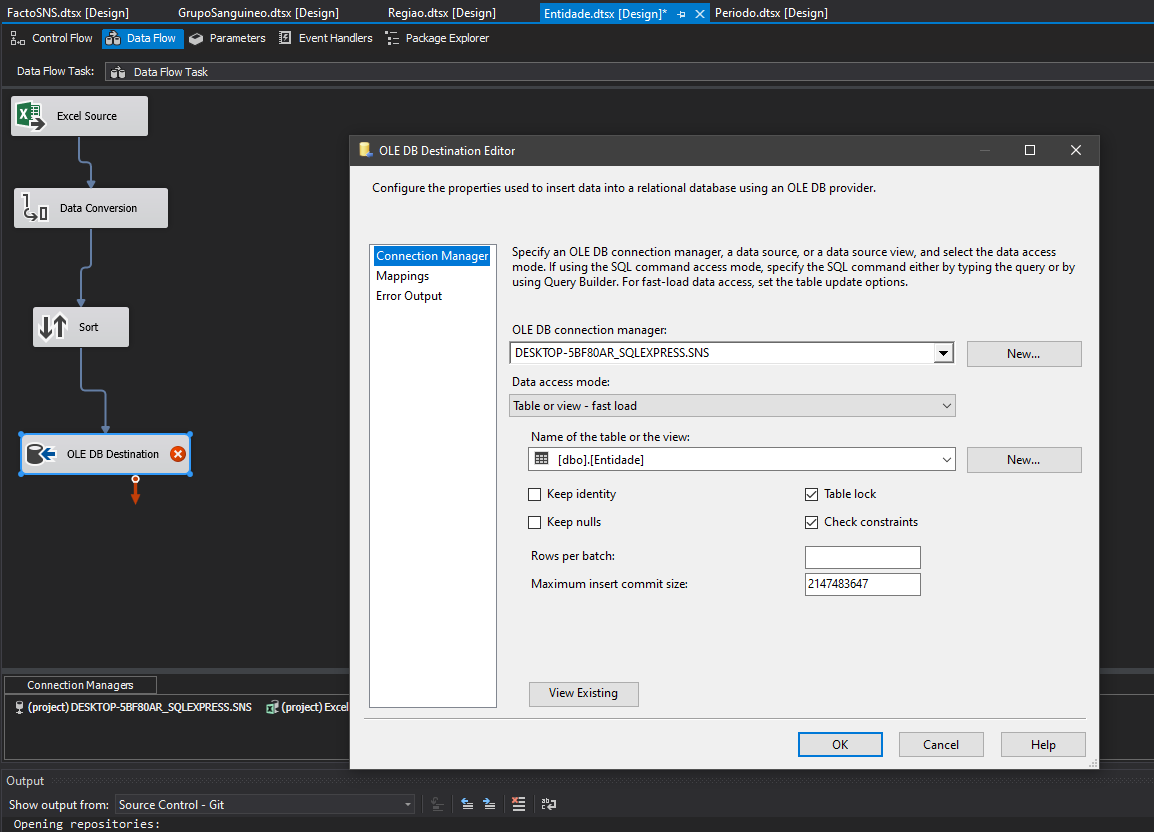 FactoSNS.dtsx [Design]
GrupoSanguineo.dtsx [Design]
Regiao.dtsx [Design]
Entidade.dtsx [Design]*
Periodo.dtsx [Design]
Control Flow
Data Flow
Parameters
Event Handlers
Package Explorer
Data Flow Task:
Data Flow Task
Excel Source
Data Conversion
Sort
OLE DB Destination
OLE DB Destination Editor
Configure the properties used to insert data into a relational database using an OLE DB provider.
Connection Manager
Mappings
Error Output
Specify an OLE DB connection manager, a data source, or a data source view, and select the data access
mode. If using the SQL command access mode, specify the SQL command either by typing the query or by
using Query Builder. For fast-load data access, set the table update options.
OLE DB connection manager:
DESKTOP-5BF80AR_SQLEXPRESS.SNS
New...
Data access mode:
Table or view - fast load
Name of the table or the view:
[dbo].[Entidade]
New...
Keep identity
Table lock
Keep nulls
Check constraints
Rows per batch:
Maximum insert commit size:
2147483647
View Existing
OK
Cancel
Help
Connection Managers
(project) DESKTOP-5BF80AR_SQLEXPRESS.SNS
(project) Excel
Output
Show output from:
Source Control - Git
Opening repositories: